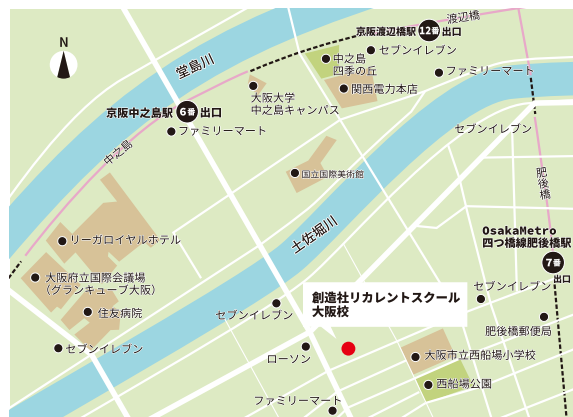 N
堂島川
京阪渡辺橋駅 12番 出口
渡辺橋
セブンイレブン
中之島
四季の丘
ファミリーマート
関西電力本店
大阪大学
中之島キャンパス
京阪中之島駅 6番 出口
ファミリーマート
セブンイレブン
中之島
国立国際美術館
肥後橋
土佐堀川
OsakaMetro
四つ橋線肥後橋駅
7番
出口
リーガロイヤルホテル
大阪府立国際会議場
（グランキューブ大阪）
住友病院
セブンイレブン
セブンイレブン
創造社リカレントスクール
大阪校
セブンイレブン
肥後橋郵便局
ローソン
大阪市立西船場小学校
西船場公園
ファミリーマート